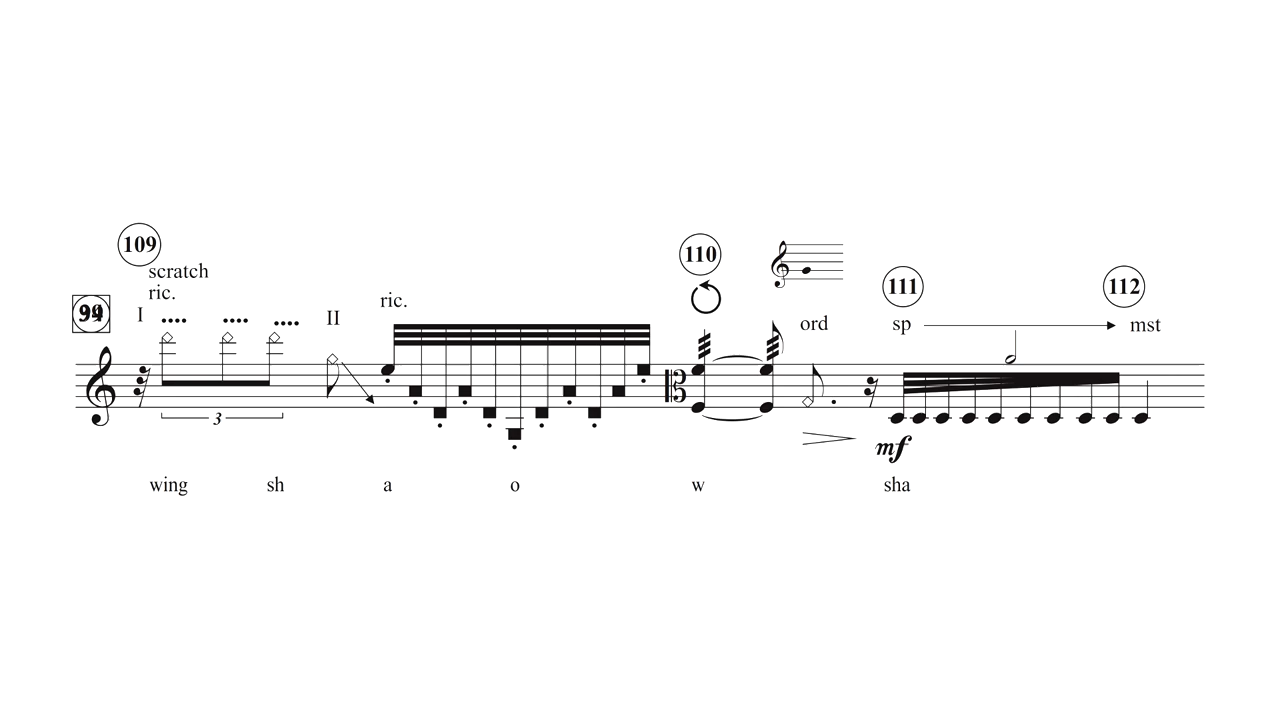 109
scratch
ric.
I II ric.
3
110
ord
111 112
sp mst
mf
wing sh a o w sha